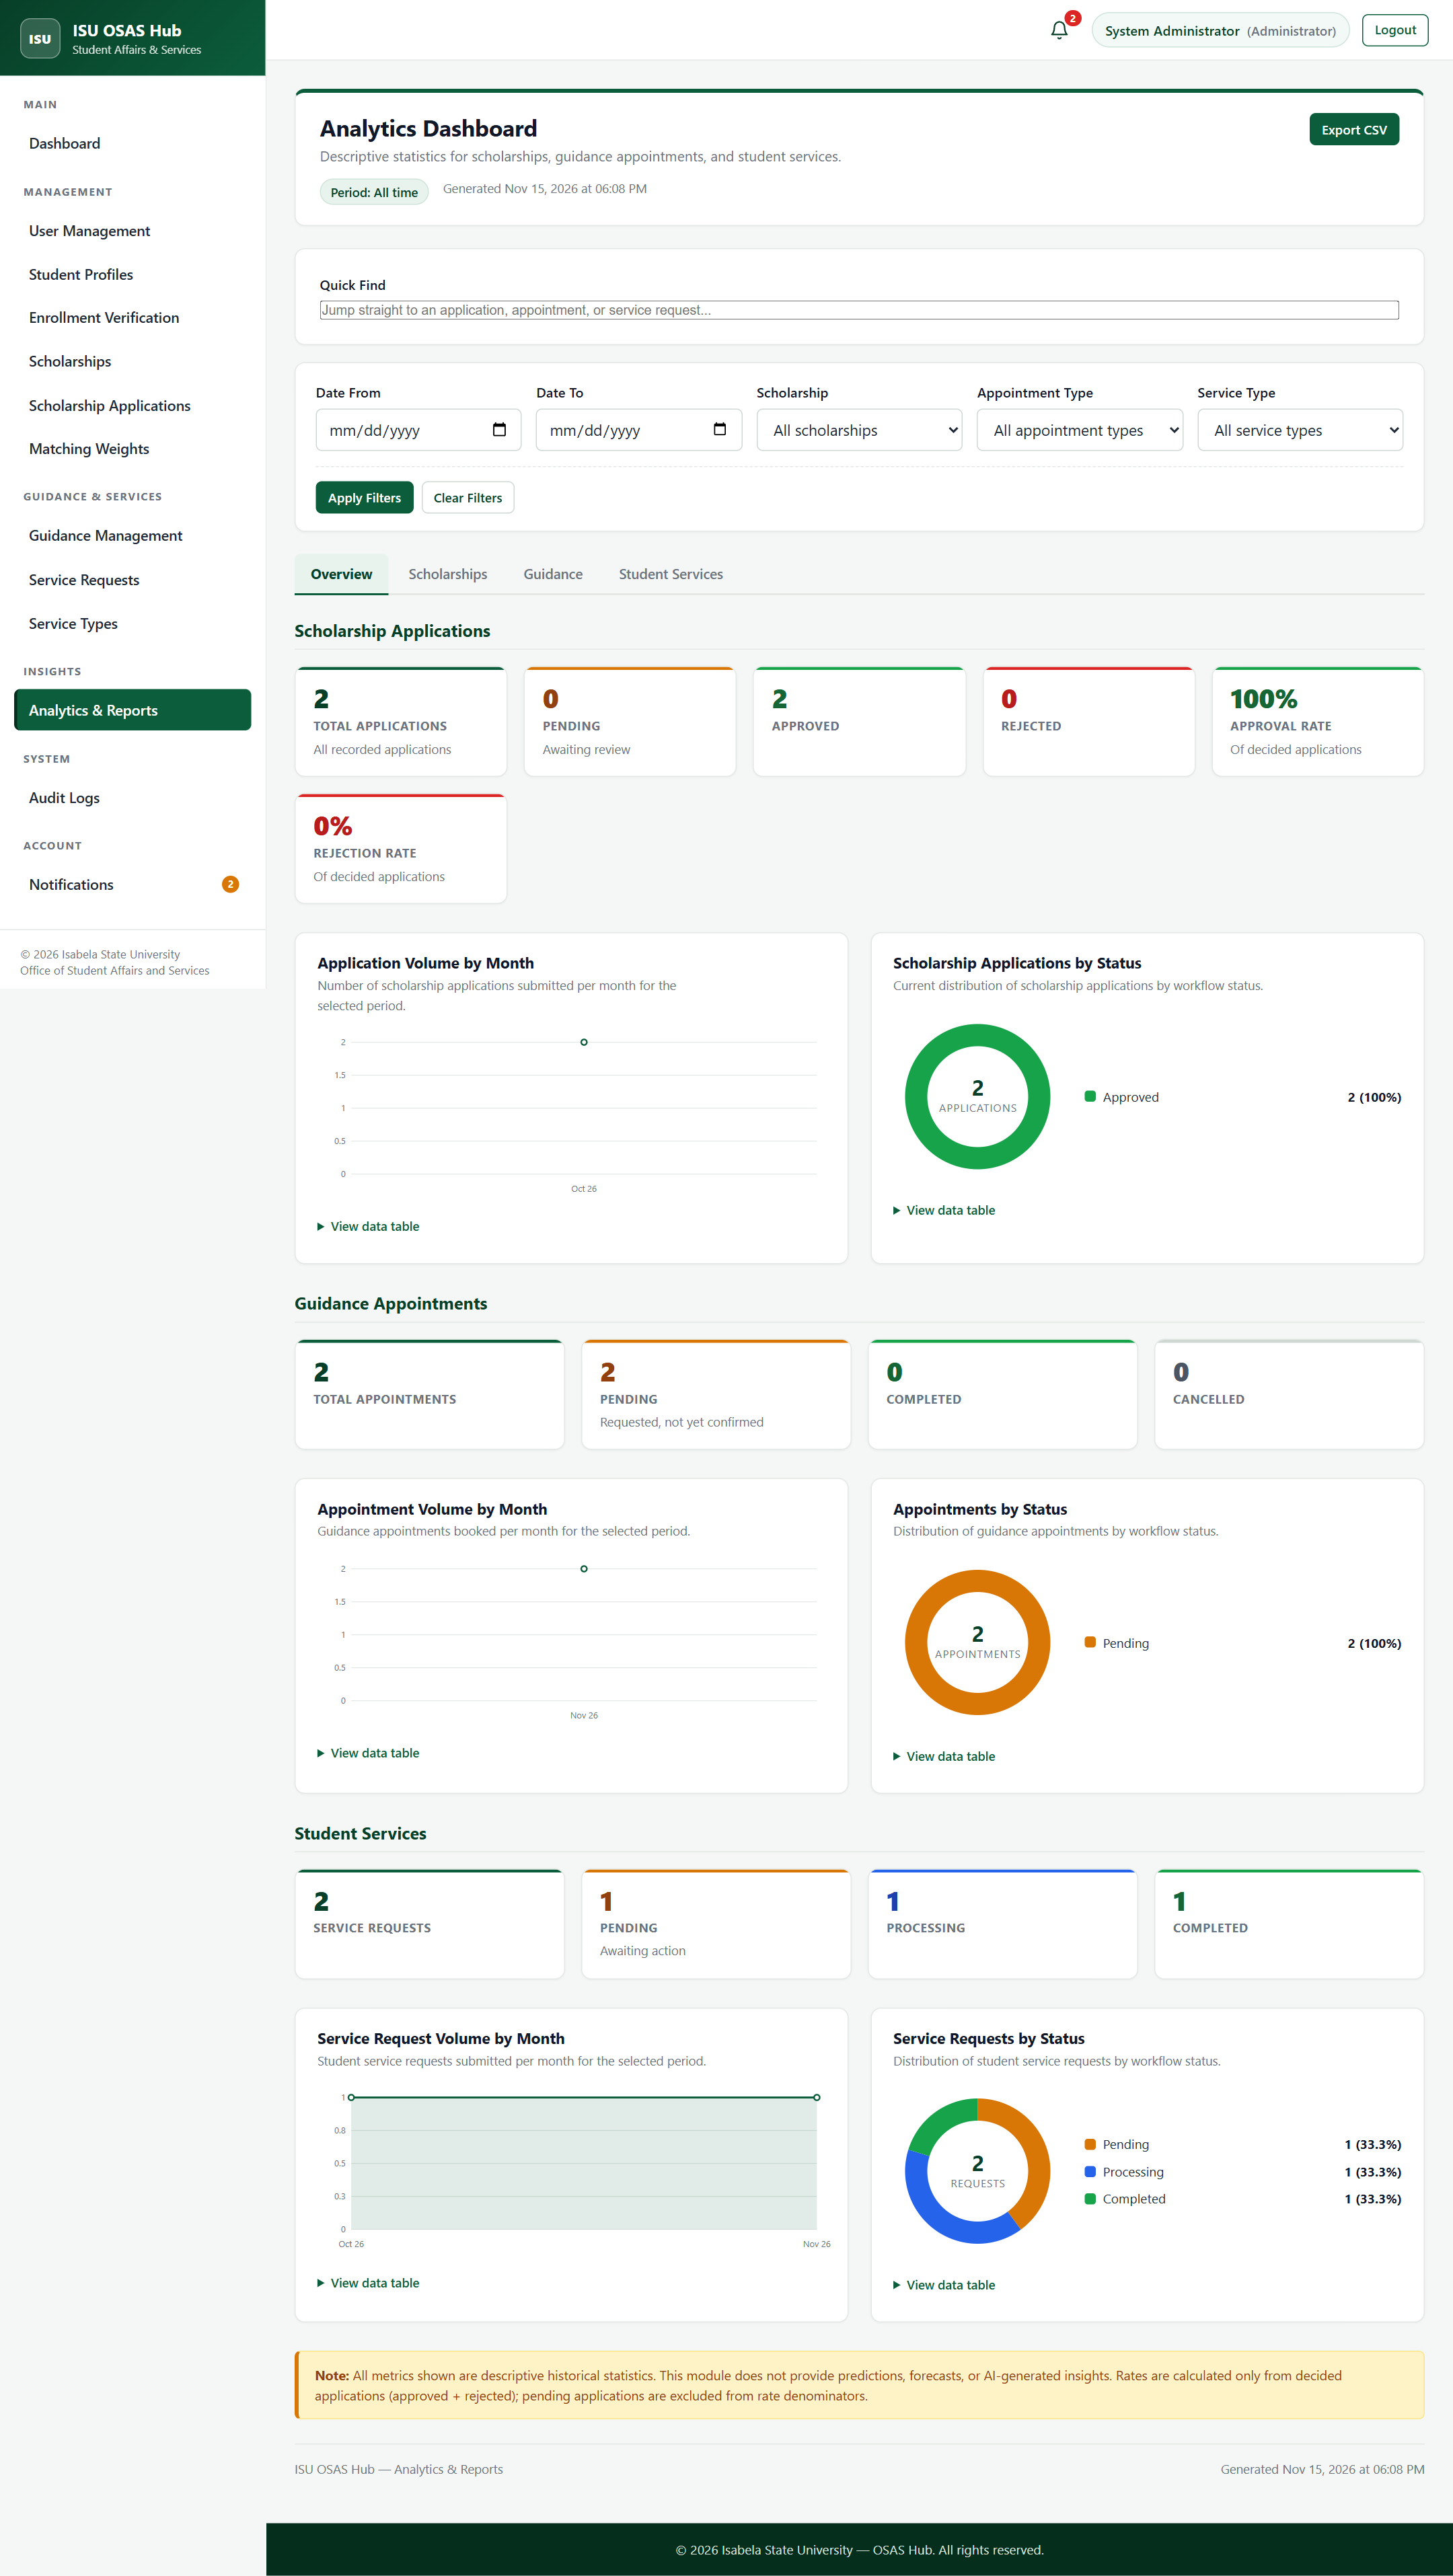 ISU
ISU OSAS Hub
Student Affairs & Services
2
System Administrator (Administrator)
Logout
MAIN
Dashboard
MANAGEMENT
User Management
Student Profiles
Enrollment Verification
Scholarships
Scholarship Applications
Matching Weights
GUIDANCE & SERVICES
Guidance Management
Service Requests
Service Types
INSIGHTS
Analytics & Reports
SYSTEM
Audit Logs
ACCOUNT
Notifications 2
© 2026 Isabela State University
Office of Student Affairs and Services
Analytics Dashboard
Export CSV
Descriptive statistics for scholarships, guidance appointments, and student services.
Period: All time Generated Nov 15, 2026 at 06:08 PM
Quick Find
Jump straight to an application, appointment, or service request...
Date From Date To Scholarship Appointment Type Service Type
mm/dd/yyyy mm/dd/yyyy All scholarships All appointment types All service types
Apply Filters Clear Filters
Overview Scholarships Guidance Student Services
Scholarship Applications
2
TOTAL APPLICATIONS
All recorded applications
0
PENDING
Awaiting review
2
APPROVED
0
REJECTED
100%
APPROVAL RATE
Of decided applications
0%
REJECTION RATE
Of decided applications
Application Volume by Month
Number of scholarship applications submitted per month for the
selected period.
2
1.5
1
0.5
0
Oct 26
View data table
Scholarship Applications by Status
Current distribution of scholarship applications by workflow status.
2
APPLICATIONS
Approved 2 (100%)
View data table
Guidance Appointments
2
TOTAL APPOINTMENTS
2
PENDING
Requested, not yet confirmed
0
COMPLETED
0
CANCELLED
Appointment Volume by Month
Guidance appointments booked per month for the selected period.
2
1.5
1
0.5
0
Nov 26
View data table
Appointments by Status
Distribution of guidance appointments by workflow status.
2
APPOINTMENTS
Pending 2 (100%)
View data table
Student Services
2
SERVICE REQUESTS
1
PENDING
Awaiting action
1
PROCESSING
1
COMPLETED
Service Request Volume by Month
Student service requests submitted per month for the selected period.
1
0.8
0.5
0.3
0
Oct 26 Nov 26
View data table
Service Requests by Status
Distribution of student service requests by workflow status.
2
REQUESTS
Pending 1 (33.3%)
Processing 1 (33.3%)
Completed 1 (33.3%)
View data table
Note: All metrics shown are descriptive historical statistics. This module does not provide predictions, forecasts, or AI-generated insights. Rates are calculated only from decided
applications (approved + rejected); pending applications are excluded from rate denominators.
ISU OSAS Hub — Analytics & Reports Generated Nov 15, 2026 at 06:08 PM
© 2026 Isabela State University — OSAS Hub. All rights reserved.